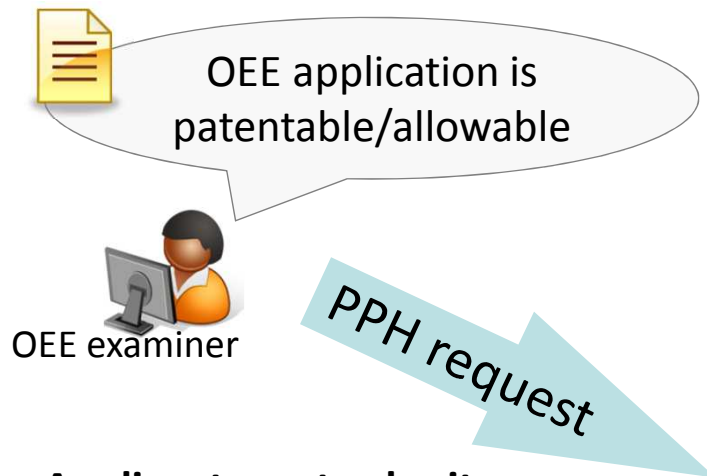 OEE application is
patentable/allowable
OEE examiner
PPH request